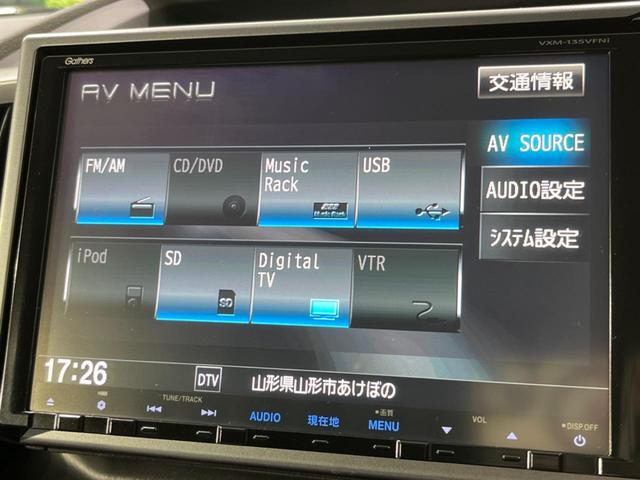 Gathers
VXM-135VFNi
AV MENU
交通情報
FM/AM
CD/DVD
Music Rack
USB
AV SOURCE
AUDIO設定
システム設定
iPod
SD
Digital TV
VTR
17:26
DTV
山形県山形市あけぼの
TUNE/TRACK
AUDIO
現在地
画質
MENU
VOL
DISP.OFF